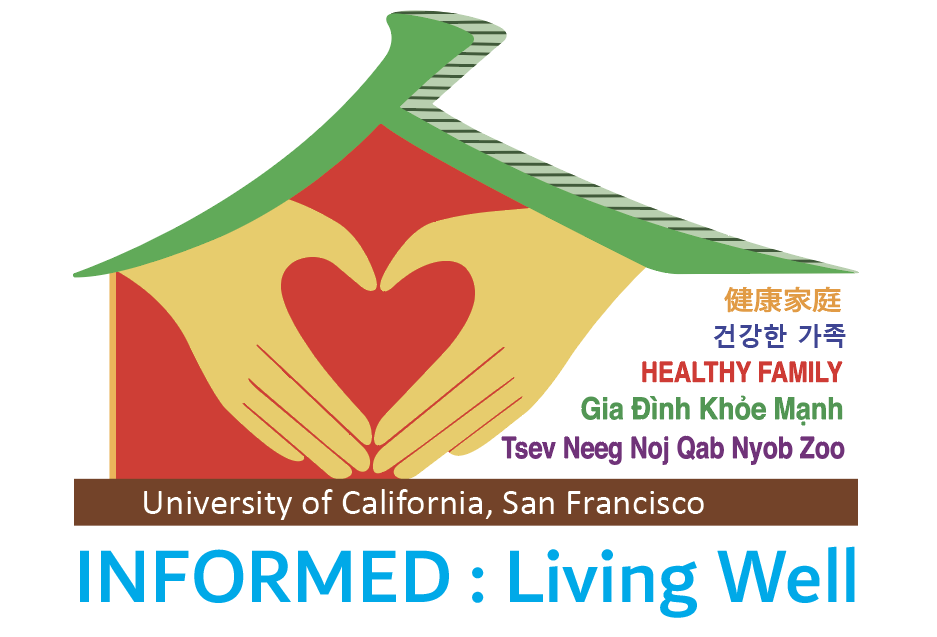 健康家庭
건강한 가족
HEALTHY FAMILY
Gia Đình Khỏe Mạnh
Tsev Neeg Noj Qab Nyob Zoo
University of California, San Francisco
INFORMED : Living Well